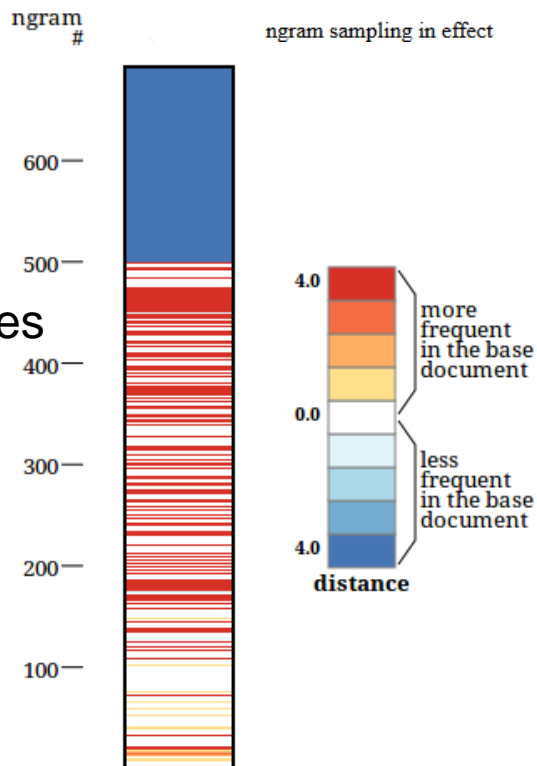 ngram
#
ngram sampling in effect
600
500
es
400
300
200
100
4.0
0.0
4.0
more
frequent
in the base
document
less
frequent
in the base
document
distance